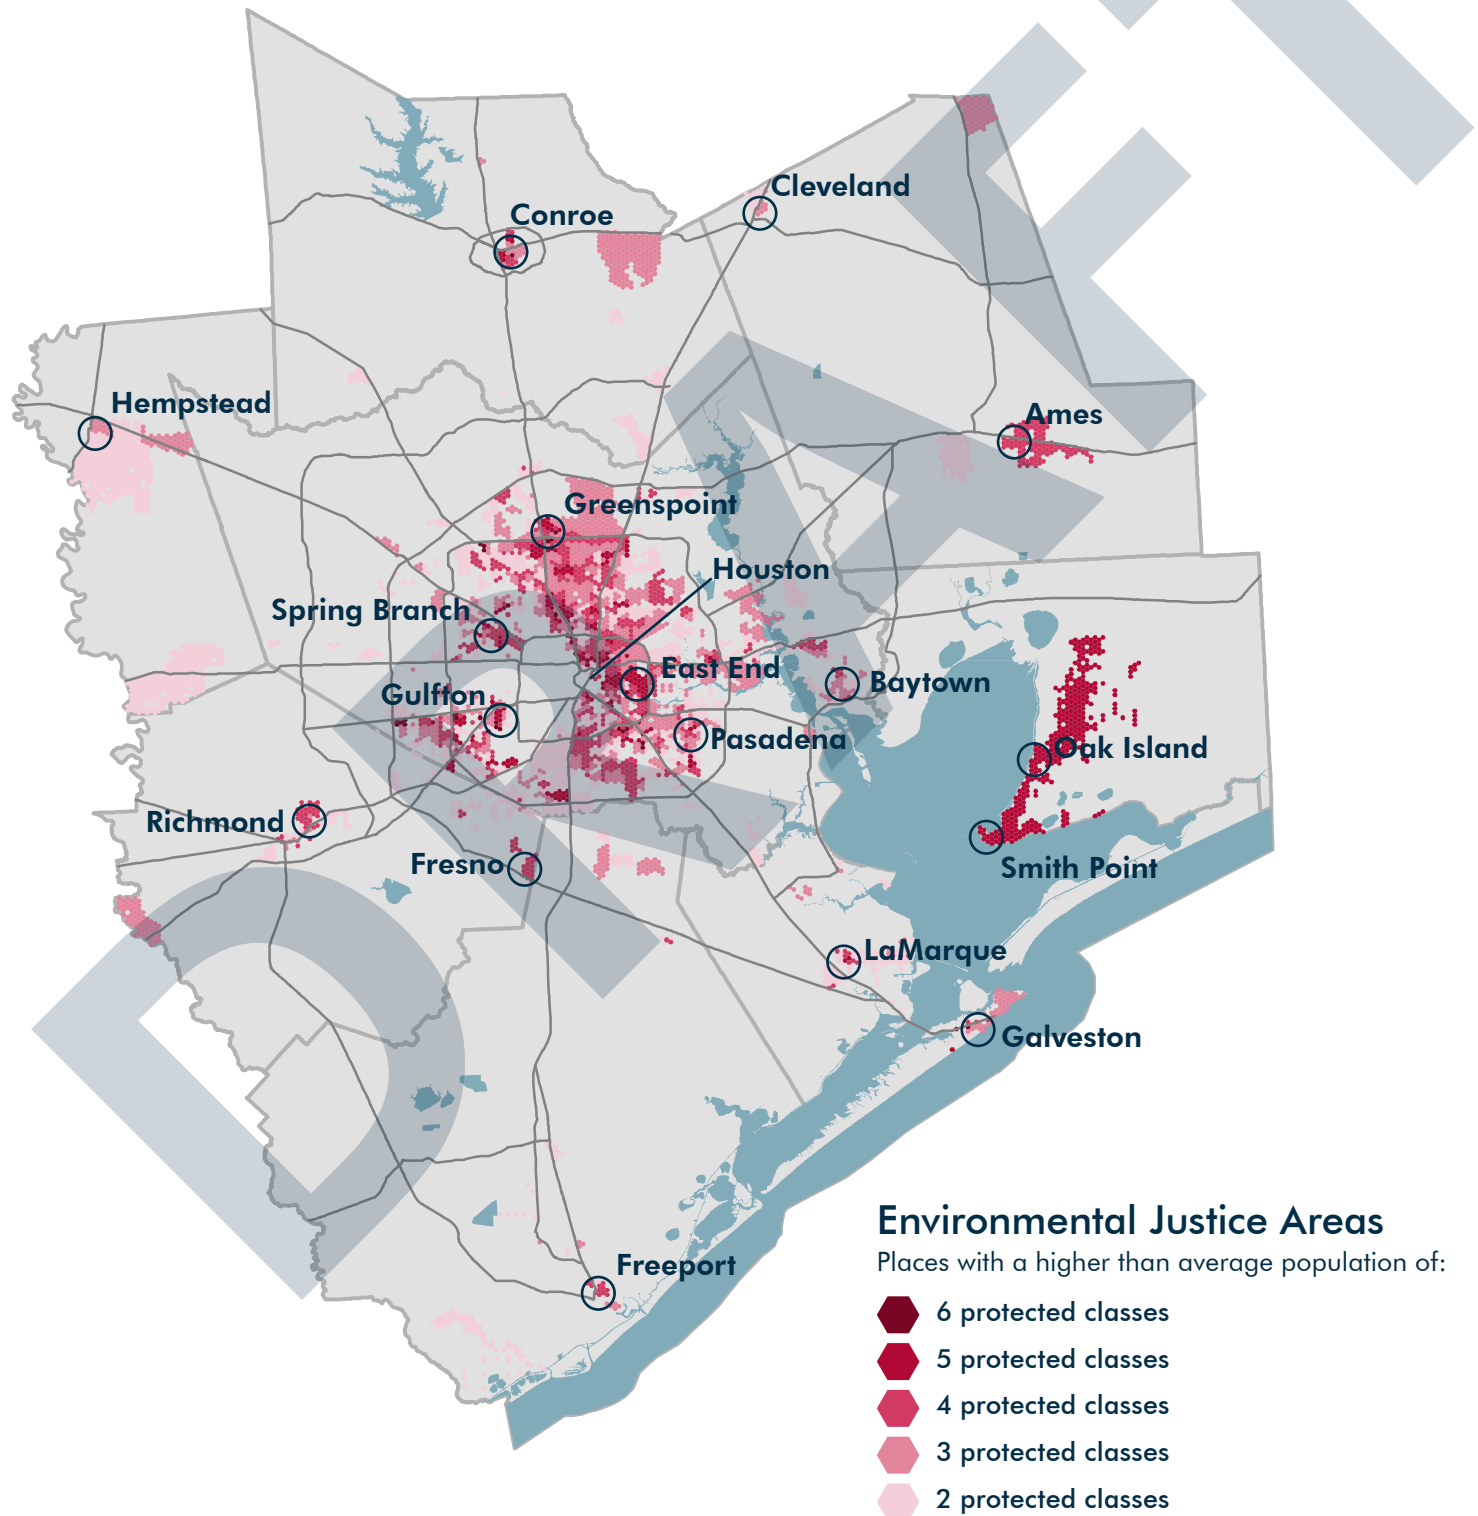 Cleveland
Conroe
Hempstead
Ames
Greenspoint
Houston
Spring Branch
East End
Gulfton
Baytown
Pasadena
Oak Island
Richmond
Fresno
Smith Point
LaMarque
Galveston
Freeport
Environmental Justice Areas
Places with a higher than average population of:
6 protected classes
5 protected classes
4 protected classes
3 protected classes
2 protected classes
DRAFT